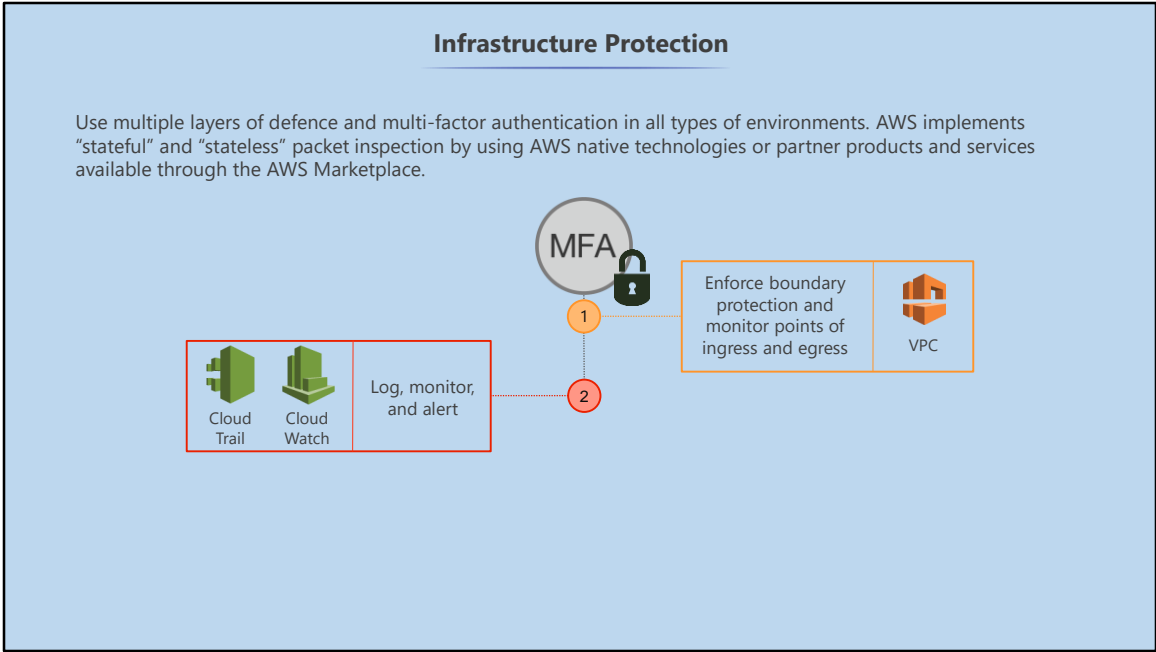 Infrastructure Protection
Use multiple layers of defence and multi-factor authentication in all types of environments. AWS implements
“stateful” and “stateless” packet inspection by using AWS native technologies or partner products and services
available through the AWS Marketplace.
MFA
1
Enforce boundary
protection and
monitor points of
ingress and egress
VPC
2
Cloud
Trail
Cloud
Watch
Log, monitor,
and alert